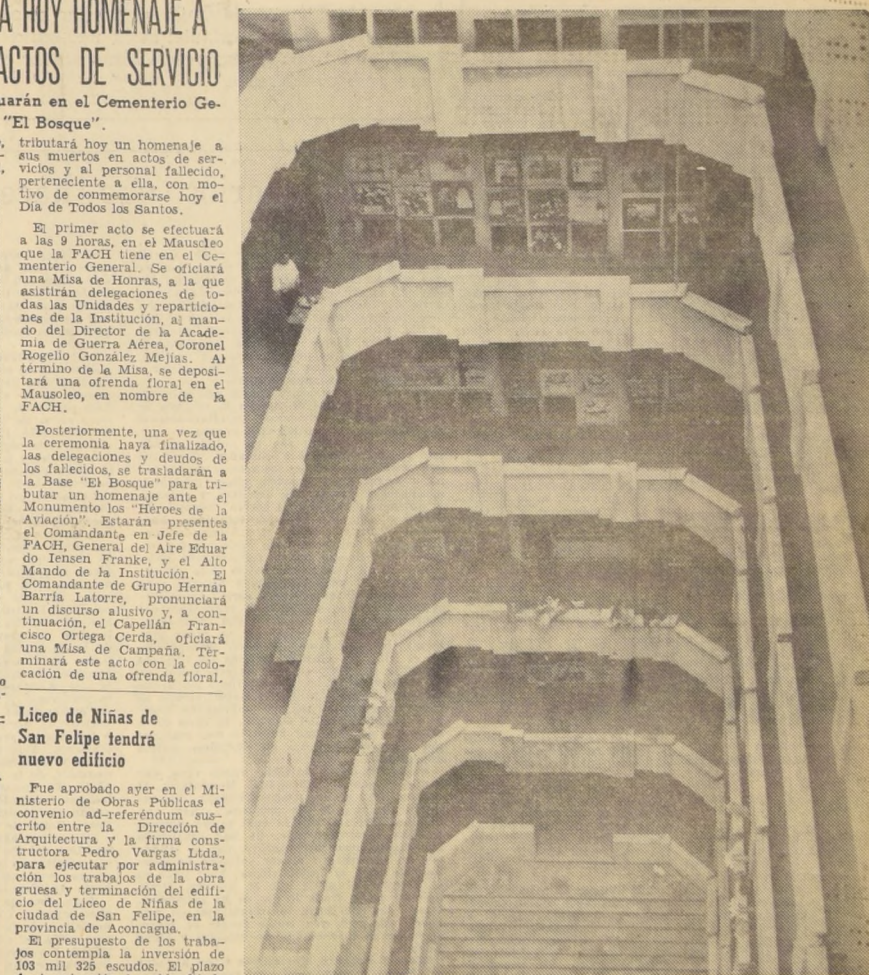 A HOY HOMENAJE A
ACTOS DE SERVICIO
uarán en el Cementerio Ge-
"El Bosque".
tributará hoy un homenaje a
sus muertos en actos de ser-
vicios y al personal fallecido,
perteneciente a ella, con mo-
tivo de conmemorarse hoy el
Día de Todos los Santos.
El primer acto se efectuará
a las 9 horas, en el Mausoleo
que la FACH tiene en el Ce-
menterio General. Se oficiará
una Misa de Honras, a la que
asistirán delegaciones de to-
das las Unidades y reparticio-
nes de la Institución, al man-
do del Director de la Acade-
mia de Guerra Aérea, Coronel
Rogelio González Mejías. Al
término de la Misa, se deposi-
tará una ofrenda floral en el
Mausoleo, en nombre de la
FACH.
Posteriormente, una vez que
la ceremonia haya finalizado,
las delegaciones y deudos de
los fallecidos, se trasladarán a
la Base "El Bosque" para tri-
butar un homenaje ante el
Monumento los "Héroes de la
Aviación". Estarán presentes
el Comandante en Jefe de la
FACH, General del Aire Eduar
do Iensen Franke, y el Alto
Mando de la Institución. El
Comandante de Grupo Hernán
Barría Latorre, pronunciará
un discurso alusivo y, a con-
tinuación, el Capellán Fran-
cisco Ortega Cerda, oficiará
una Misa de Campaña. Ter-
minará este acto con la colo-
cación de una ofrenda floral.
Liceo de Niñas de
San Felipe tendrá
nuevo edificio
Fue aprobado ayer en el Mi-
nisterio de Obras Públicas el
convenio ad-referéndum sus-
crito entre la Dirección de
Arquitectura y la firma cons-
tructora Pedro Vargas Ltda.,
para ejecutar por administra-
ción los trabajos de la obra
gruesa y terminación del edifi-
cio del Liceo de Niñas de la
ciudad de San Felipe, en la
provincia de Aconcagua.
El presupuesto de los traba-
jos contempla la inversión de
103 mil 325 escudos. El plazo